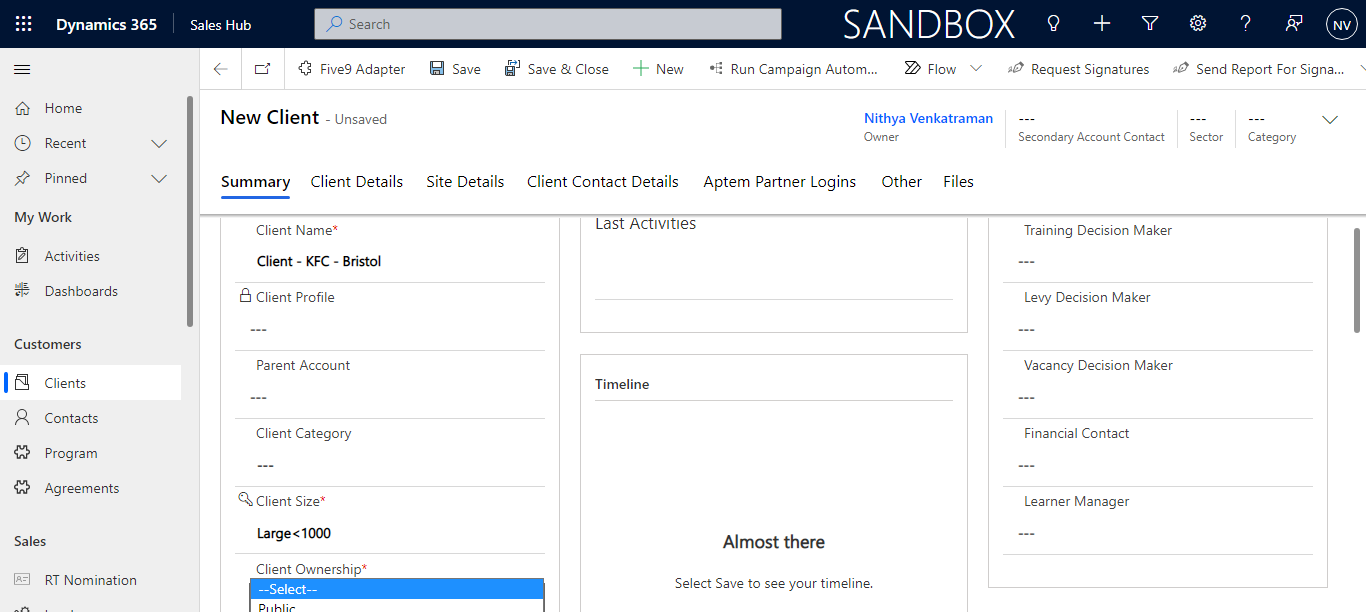 Dynamics 365
Sales Hub
Search
SANDBOX
NV
Five9 Adapter
Save
Save & Close
New
Run Campaign Autom...
Flow
Request Signatures
Send Report For Signa...
Home
Recent
Pinned
My Work
Activities
Dashboards
Customers
Clients
Contacts
Program
Agreements
Sales
RT Nomination
New Client - Unsaved
Nithya Venkatraman
Owner
---
Secondary Account Contact
---
Sector
---
Category
Summary
Client Details
Site Details
Client Contact Details
Aptem Partner Logins
Other
Files
Client Name*
Client - KFC - Bristol
Client Profile
---
Parent Account
---
Client Category
---
Client Size*
Large<1000
Client Ownership*
--Select--
Public
Last Activities
Timeline
Almost there
Select Save to see your timeline.
Training Decision Maker
---
Levy Decision Maker
---
Vacancy Decision Maker
---
Financial Contact
---
Learner Manager
---